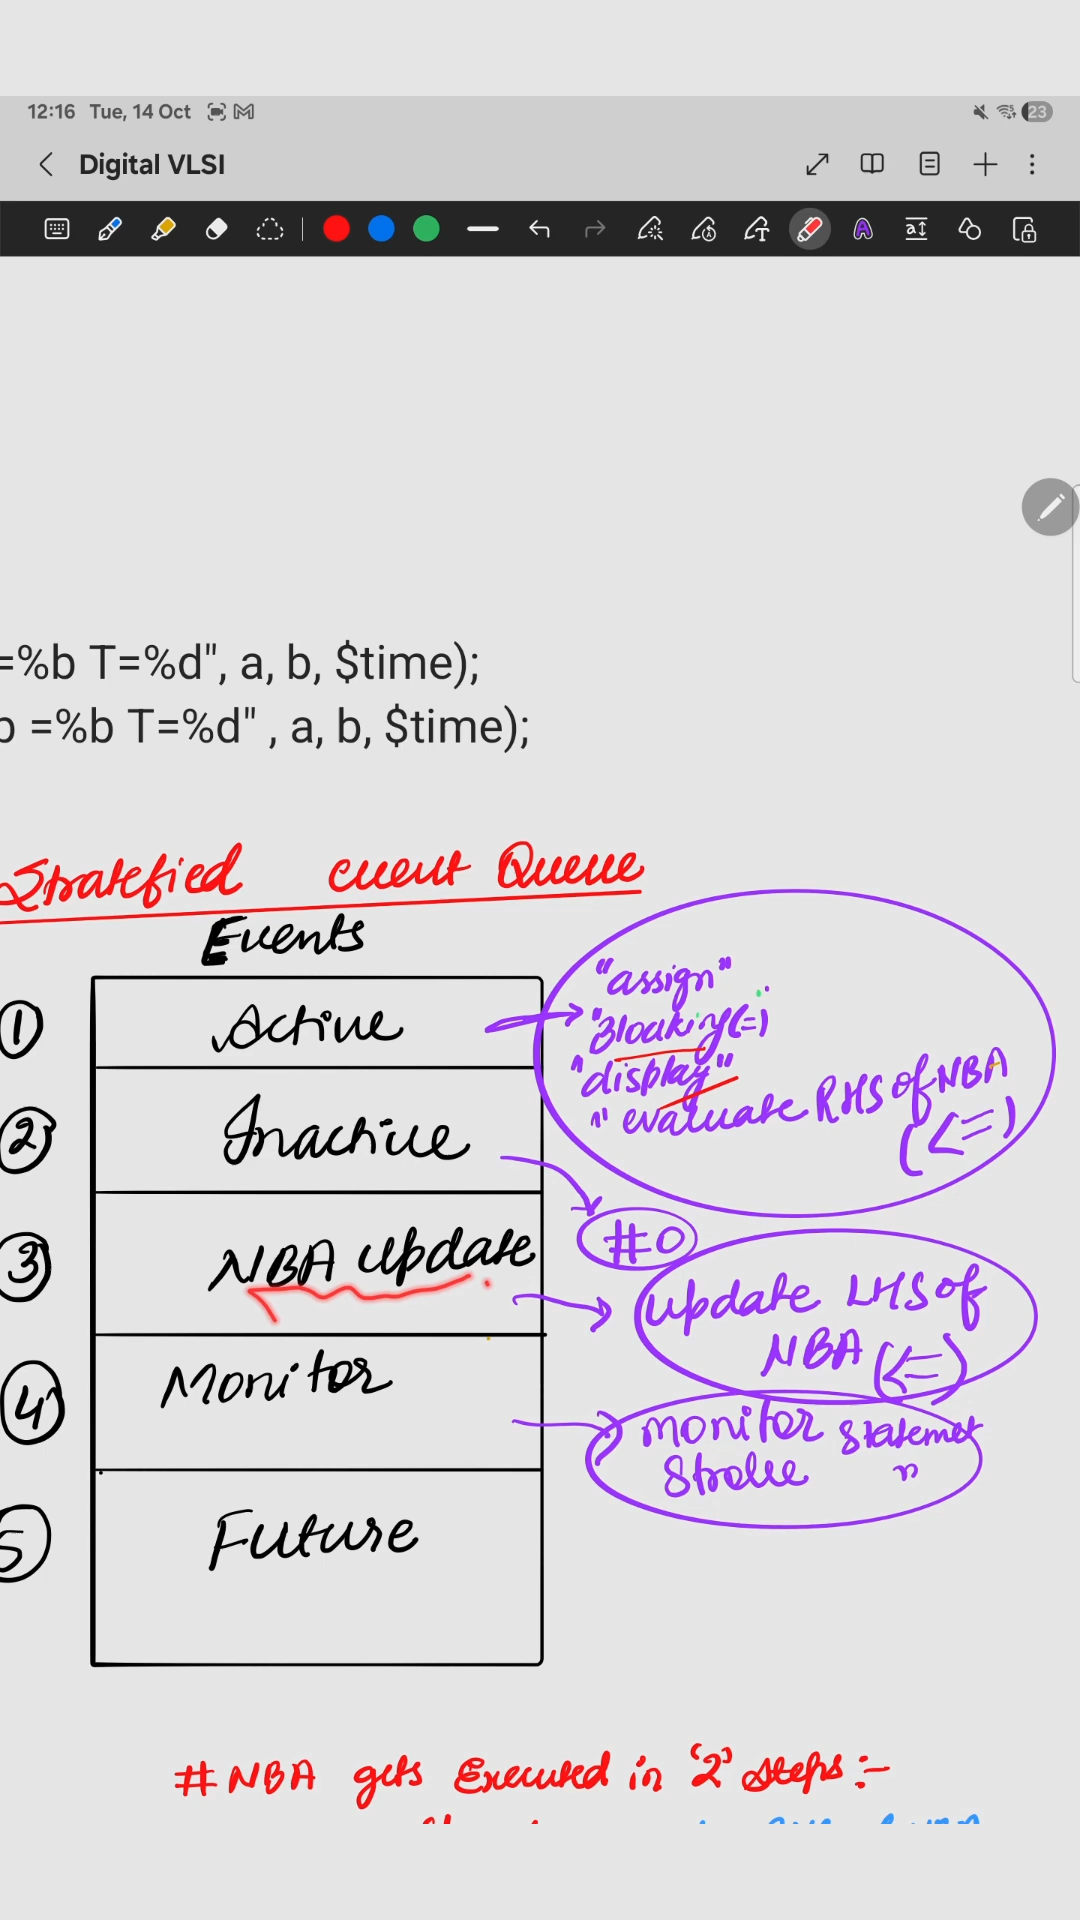 12:16 Tue, 14 Oct
23
Digital VLSI
=%b T=%d", a, b, $time);
b =%b T=%d" , a, b, $time);
Stratefied event Queue
Events
1 Active
"assign"
"Blocking(=)
"display"
"evaluate RHS of NBA
(<=)
2 Inactive
#0
3 NBA update
update LHS of
NBA (<=)
4 Monitor
monitor statemet
Strobe "
5 Future
#NBA gets Executed in '2' steps:-